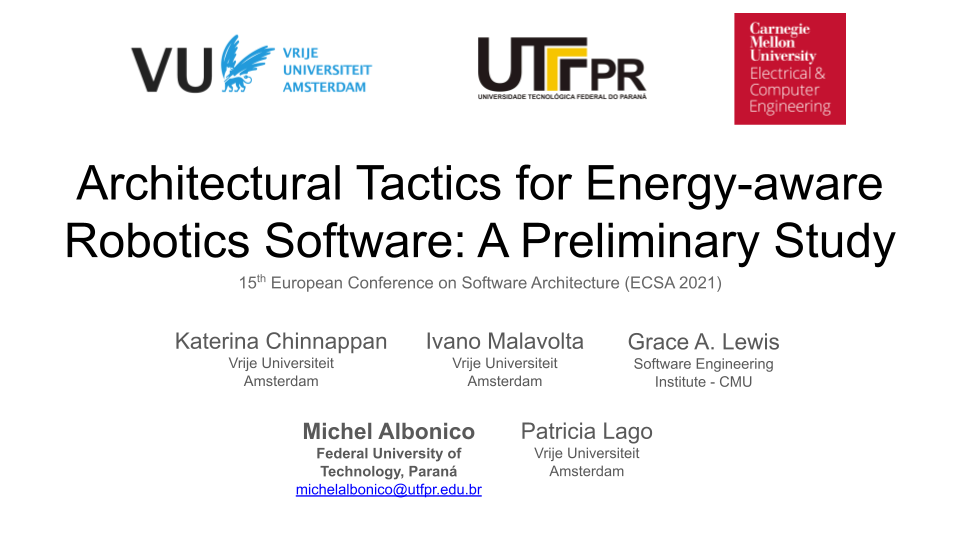 VU
VRIJE
UNIVERSITEIT
AMSTERDAM
UTFPR
UNIVERSIDADE TECNOLÓGICA FEDERAL DO PARANÁ
Carnegie
Mellon
University
Electrical &
Computer
Engineering
Architectural Tactics for Energy-aware
Robotics Software: A Preliminary Study
15th European Conference on Software Architecture (ECSA 2021)
Katerina Chinnappan
Vrije Universiteit
Amsterdam
Ivano Malavolta
Vrije Universiteit
Amsterdam
Grace A. Lewis
Software Engineering
Institute - CMU
Michel Albonico
Federal University of
Technology, Paraná
michelalbonico@utfpr.edu.br
Patricia Lago
Vrije Universiteit
Amsterdam